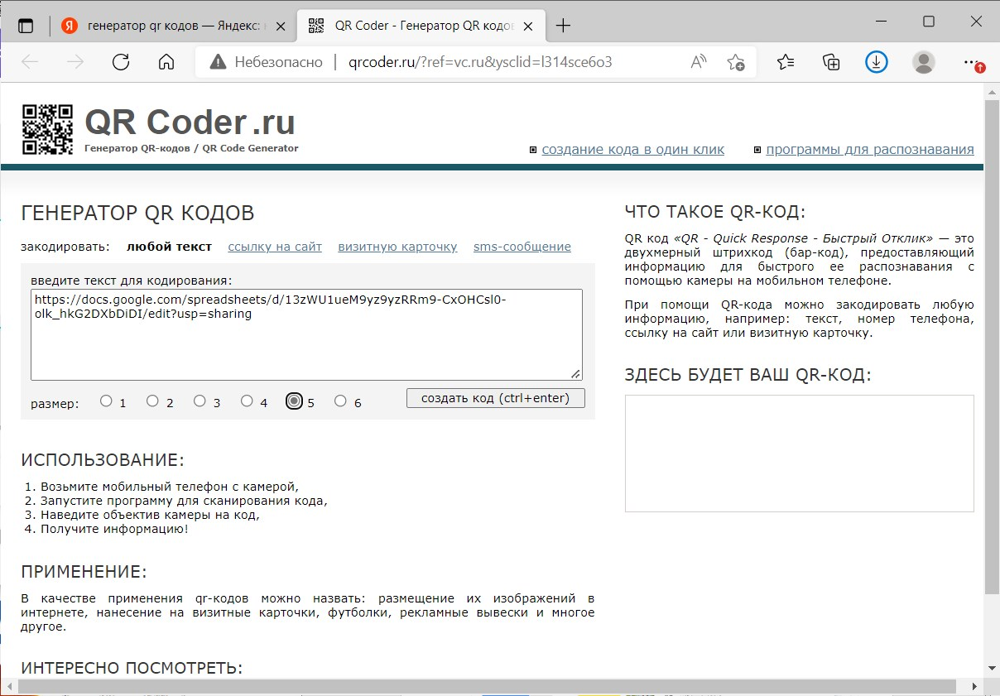 генератор qr кодов — Яндекс:
QR Coder - Генератор QR кодо
Небезопасно | qrcoder.ru/?ref=vc.ru&ysclid=l314sce6o3
QR Coder.ru
Генератор QR-кодов / QR Code Generator
создание кода в один клик
программы для распознавания
ГЕНЕРАТОР QR КОДОВ
закодировать: любой текст ссылку на сайт визитную карточку sms-сообщение
введите текст для кодирования:
https://docs.google.com/spreadsheets/d/13zWU1ueM9yz9yzRRm9-CxOHCsl0-
olk_hkG2DXbDiDI/edit?usp=sharing
размер: 1 2 3 4 5 6 создать код (ctrl+enter)
ИСПОЛЬЗОВАНИЕ:
1. Возьмите мобильный телефон с камерой,
2. Запустите программу для сканирования кода,
3. Наведите объектив камеры на код,
4. Получите информацию!
ПРИМЕНЕНИЕ:
В качестве применения qr-кодов можно назвать: размещение их изображений в
интернете, нанесение на визитные карточки, футболки, рекламные вывески и многое
другое.
ИНТЕРЕСНО ПОСМОТРЕТЬ:
ЧТО ТАКОЕ QR-КОД:
QR код «QR - Quick Response - Быстрый Отклик» — это
двухмерный штрихкод (бар-код), предоставляющий
информацию для быстрого ее распознавания с
помощью камеры на мобильном телефоне.
При помощи QR-кода можно закодировать любую
информацию, например: текст, номер телефона,
ссылку на сайт или визитную карточку.
ЗДЕСЬ БУДЕТ ВАШ QR-КОД: